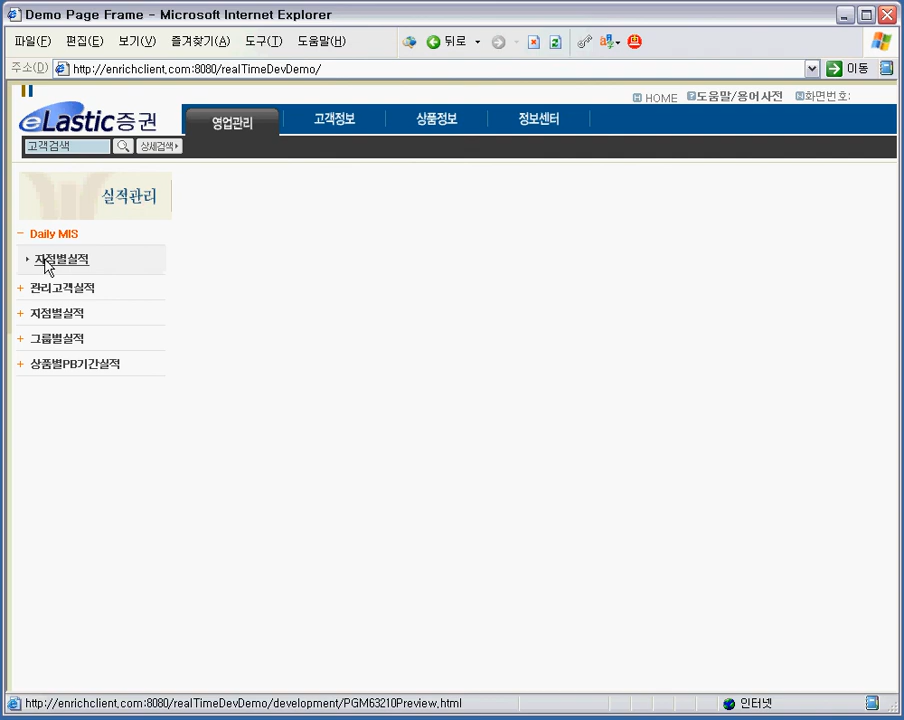 Demo Page Frame - Microsoft Internet Explorer
파일(F) 편집(E) 보기(V) 즐겨찾기(A) 도구(T) 도움말(H) 뒤로
주소(D) http://enrichclient.com:8080/realTimeDevDemo/ 이동
HOME 도움말/용어사전 화면번호:
eLastic증권 영업관리 고객정보 상품정보 정보센터
고객검색 상세검색
실적관리
Daily MIS
지점별실적
관리고객실적
지점별실적
그룹별실적
상품별PB기간실적
http://enrichclient.com:8080/realTimeDevDemo/development/PGM63210Preview.html 인터넷